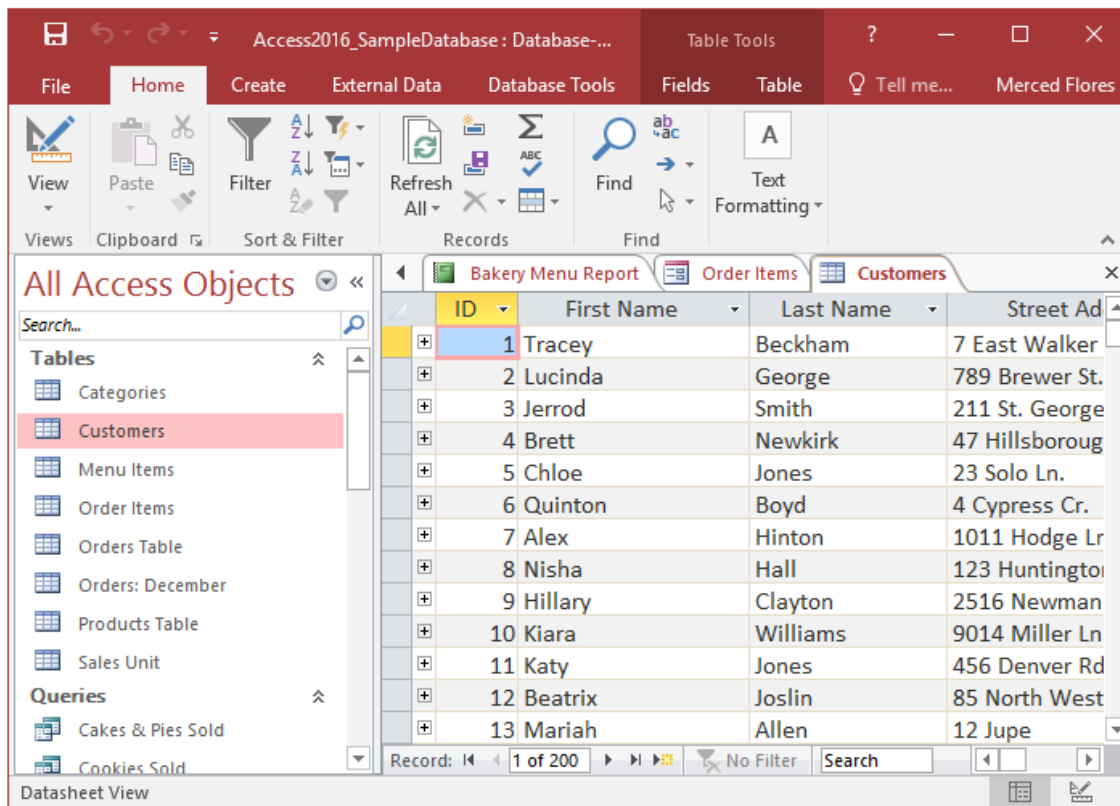 Access2016_SampleDatabase : Database-... Table Tools ?
File Home Create External Data Database Tools Fields Table Tell me... Merced Flores
View Paste Filter Refresh All Find Text Formatting
A
ABC
ab
ac
A
Z
Z
A
A
Z
Views Clipboard Sort & Filter Records Find
All Access Objects
Search...
Tables
Categories
Customers
Menu Items
Order Items
Orders Table
Orders: December
Products Table
Sales Unit
Queries
Cakes & Pies Sold
Cookies Sold
Bakery Menu Report Order Items Customers
ID First Name Last Name Street Ad
1 Tracey Beckham 7 East Walker
2 Lucinda George 789 Brewer St.
3 Jerrod Smith 211 St. George
4 Brett Newkirk 47 Hillsboroug
5 Chloe Jones 23 Solo Ln.
6 Quinton Boyd 4 Cypress Cr.
7 Alex Hinton 1011 Hodge Lr
8 Nisha Hall 123 Huntingto
9 Hillary Clayton 2516 Newman
10 Kiara Williams 9014 Miller Ln
11 Katy Jones 456 Denver Rd
12 Beatrix Joslin 85 North West
13 Mariah Allen 12 Jupe
Record: 1 of 200 No Filter Search
Datasheet View